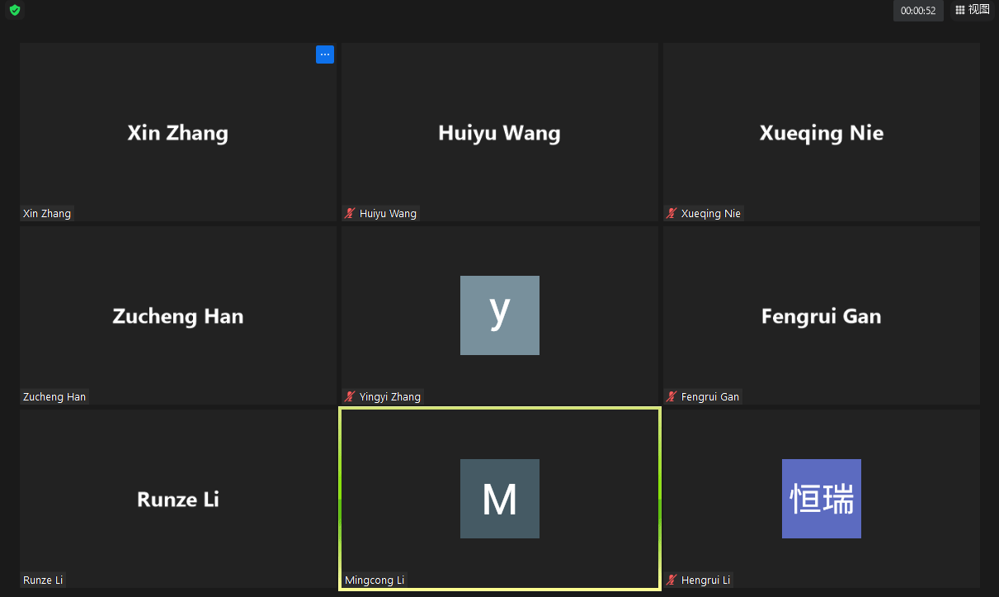 00:00:52 视图
Xin Zhang
Huiyu Wang
Xueqing Nie
Xin Zhang
Huiyu Wang
Xueqing Nie
Zucheng Han
y
Fengrui Gan
Zucheng Han
Yingyi Zhang
Fengrui Gan
Runze Li
M
恒瑞
Runze Li
Mingcong Li
Hengrui Li